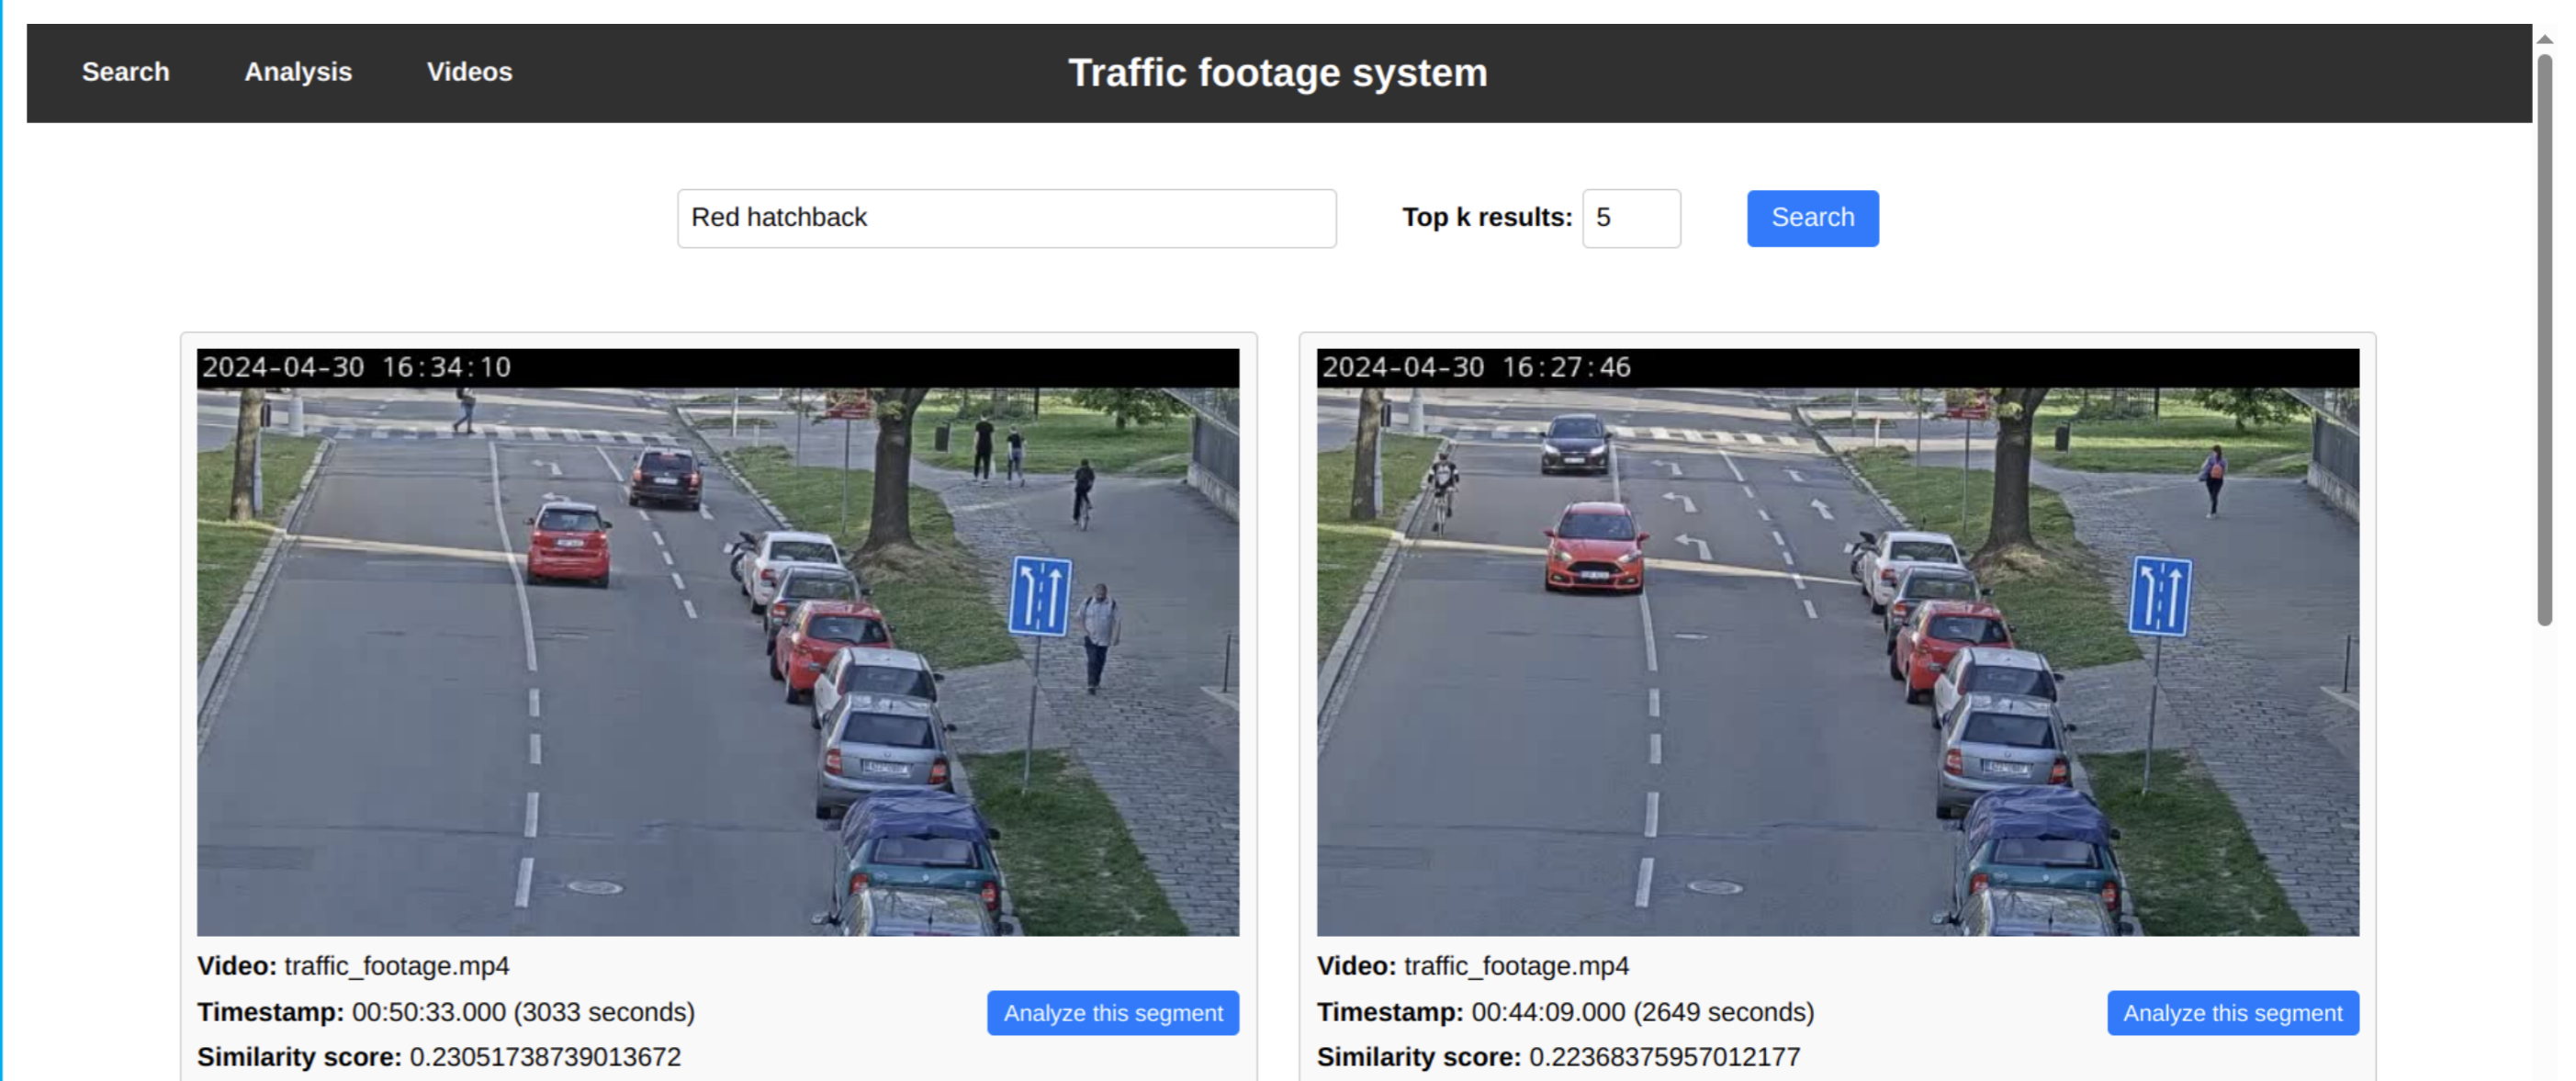 Search Analysis Videos Traffic footage system
Red hatchback Top k results: 5 Search
2024-04-30 16:34:10
Video: traffic_footage.mp4
Timestamp: 00:50:33.000 (3033 seconds) Analyze this segment
Similarity score: 0.23051738739013672
2024-04-30 16:27:46
Video: traffic_footage.mp4
Timestamp: 00:44:09.000 (2649 seconds) Analyze this segment
Similarity score: 0.22368375957012177